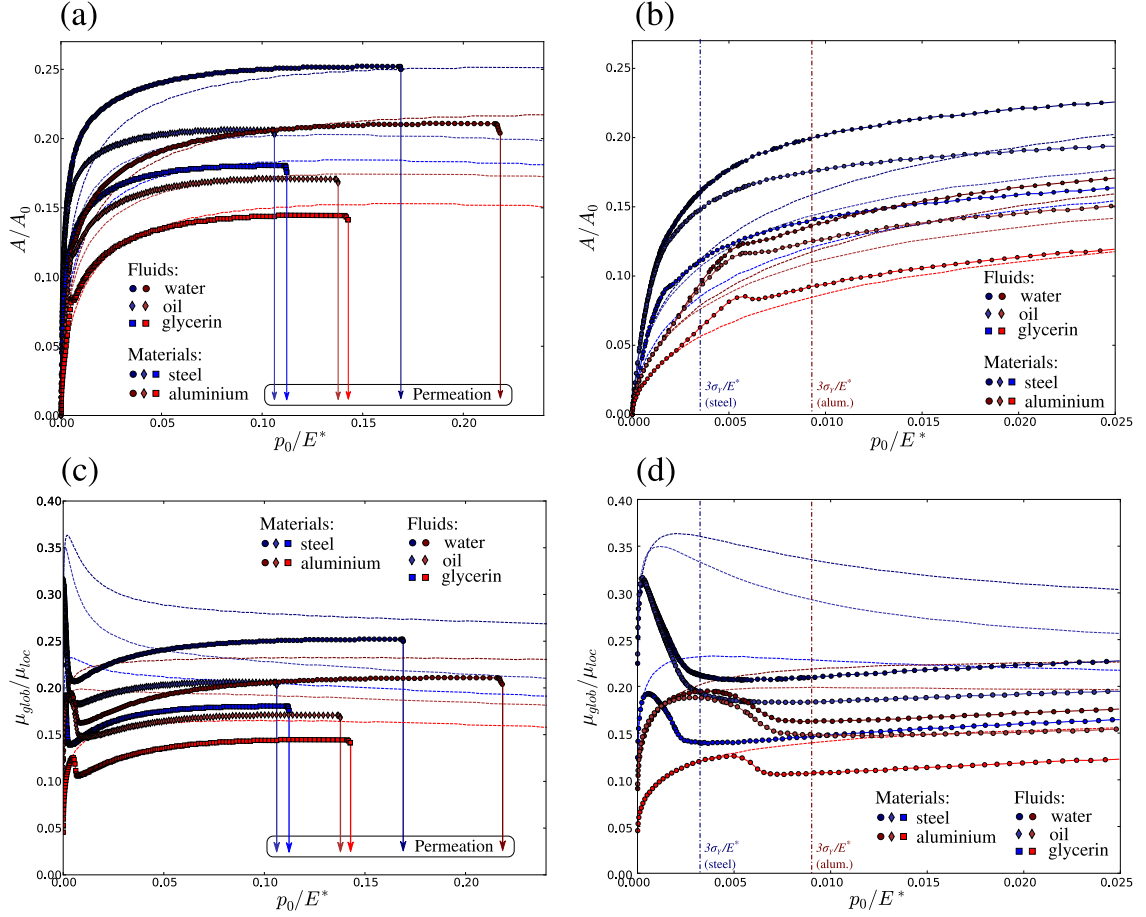 (a)
A/A0
0.25
0.20
0.15
0.10
0.05
0.00
Fluids:
water
oil
glycerin
Materials:
steel
aluminium
Permeation
0.00 0.05 0.10 0.15 0.20
p0/E*
(b)
A/A0
0.25
0.20
0.15
0.10
0.05
0.00
Fluids:
water
oil
glycerin
Materials:
steel
aluminium
3σY/E*
(steel)
3σY/E*
(alum.)
0.000 0.005 0.010 0.015 0.020 0.025
p0/E*
(c)
μglob/μloc
0.40
0.35
0.30
0.25
0.20
0.15
0.10
0.05
0.00
Materials:
steel
aluminium
Fluids:
water
oil
glycerin
Permeation
0.00 0.05 0.10 0.15 0.20
p0/E*
(d)
μglob/μloc
0.40
0.35
0.30
0.25
0.20
0.15
0.10
0.05
0.00
Materials:
steel
aluminium
Fluids:
water
oil
glycerin
3σY/E*
(steel)
3σY/E*
(alum.)
0.000 0.005 0.010 0.015 0.020 0.025
p0/E*